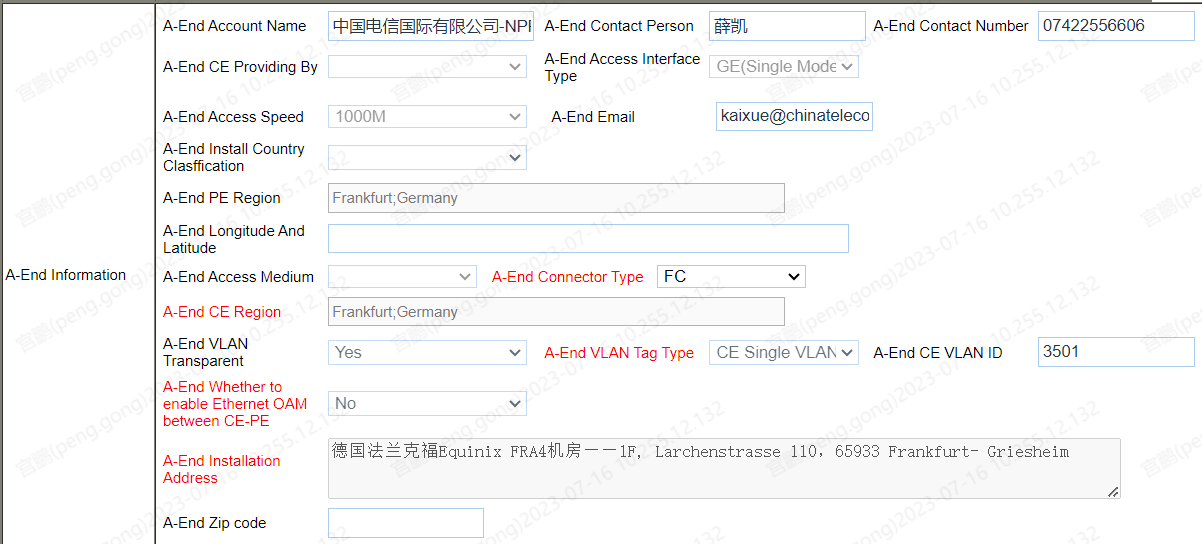 A-End Account Name 中国电信国际有限公司-NPI A-End Contact Person 薛凯 A-End Contact Number 07422556606
A-End CE Providing By A-End Access Interface Type GE(Single Mode
A-End Access Speed 1000M A-End Email kaixue@chinateleco
A-End Install Country
Clasffication
A-End PE Region Frankfurt;Germany
A-End Longitude And
Latitude
A-End Information
A-End Access Medium A-End Connector Type FC
A-End CE Region Frankfurt;Germany
A-End VLAN
Transparent Yes A-End VLAN Tag Type CE Single VLAN A-End CE VLAN ID 3501
A-End Whether to
enable Ethernet OAM
between CE-PE No
A-End Installation
Address 德国法兰克福Equinix FRA4机房——1F, Larchenstrasse 110，65933 Frankfurt- Griesheim
A-End Zip code
宫鹏(peng.gong)2023-07-16 10.255.12.132